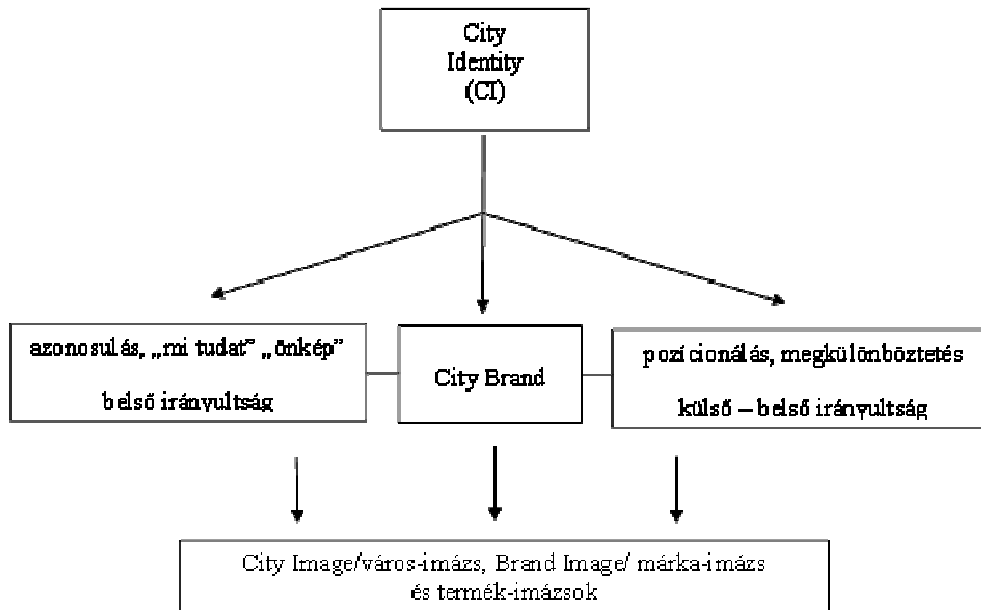 City
Identity
(CI)
azonosulás, „mi tudat” „önkép”
belső irányultság
City Brand
pozícionálás, megkülönböztetés
külső – belső irányultság
City Image/város-imázs, Brand Image/ márka-imázs
és termék-imázsok